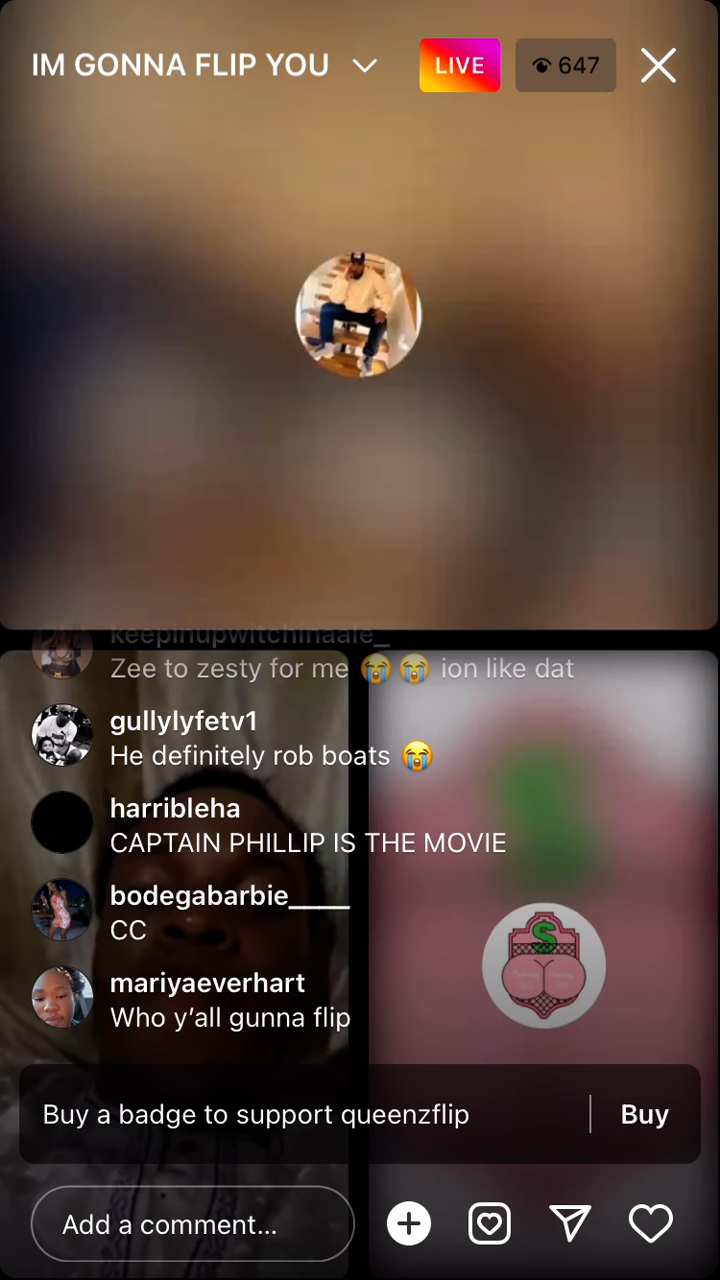 IM GONNA FLIP YOU
LIVE
647
keepinupwitchinaale_
Zee to zesty for me 😭😭 ion like dat
gullylyfetv1
He definitely rob boats 😭
harribleha
CAPTAIN PHILLIP IS THE MOVIE
bodegabarbie____
CC
mariyaeverhart
Who y’all gunna flip
Buy a badge to support queenzflip
Buy
Add a comment...